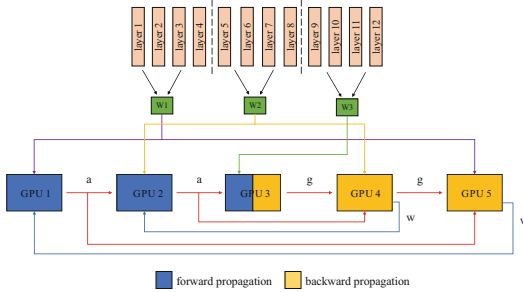 layer 1 layer 2 layer 3 layer 4 layer 5 layer 6 layer 7 layer 8 layer 9 layer 10 layer 11 layer 12
W1 W2 W3
GPU 1 a GPU 2 a GPU 3 g GPU 4 g GPU 5
w w
forward propagation backward propagation